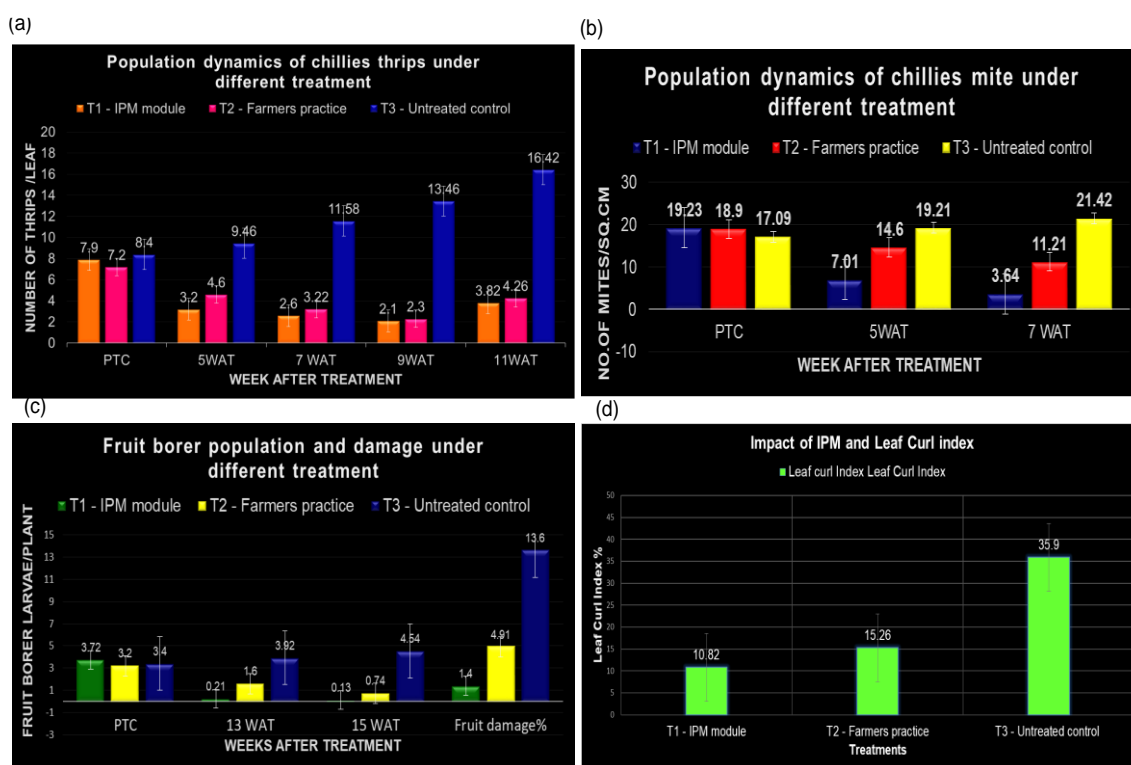 (a)
Population dynamics of chillies thrips under
different treatment
T1 - IPM module T2 - Farmers practice T3 - Untreated control
NUMBER OF THRIPS /LEAF
20
18
16
14
12
10
8
6
4
2
0
7.9 7.2 8.4
3.2 4.6 9.46
2.6 3.22 11.58
2.1 2.3 13.46
3.82 4.26 16.42
PTC 5WAT 7 WAT 9WAT 11WAT
WEEK AFTER TREATMENT
(b)
Population dynamics of chillies mite under
different treatment
T1 - IPM module T2 - Farmers practice T3 - Untreated control
NO.OF MITES/SQ.CM
30
20
10
0
-10
19.23 18.9 17.09
7.01 14.6 19.21
3.64 11.21 21.42
PTC 5WAT 7 WAT
WEEK AFTER TREATMENT
(c)
Fruit borer population and damage under
different treatment
T1 - IPM module T2 - Farmers practice T3 - Untreated control
FRUIT BORER LARVAE/PLANT
15
13
11
9
7
5
3
1
-1
-3
3.72 3.2 3.4
0.21 1.6 3.92
0.13 0.74 4.54
1.4 4.91 13.6
PTC 13 WAT 15 WAT Fruit damage%
WEEKS AFTER TREATMENT
(d)
Impact of IPM and Leaf Curl index
Leaf curl Index Leaf Curl Index
Leaf Curl Index %
50
45
40
35
30
25
20
15
10
5
0
10.82 15.26 35.9
T1 - IPM module T2 - Farmers practice T3 - Untreated control
Treatments